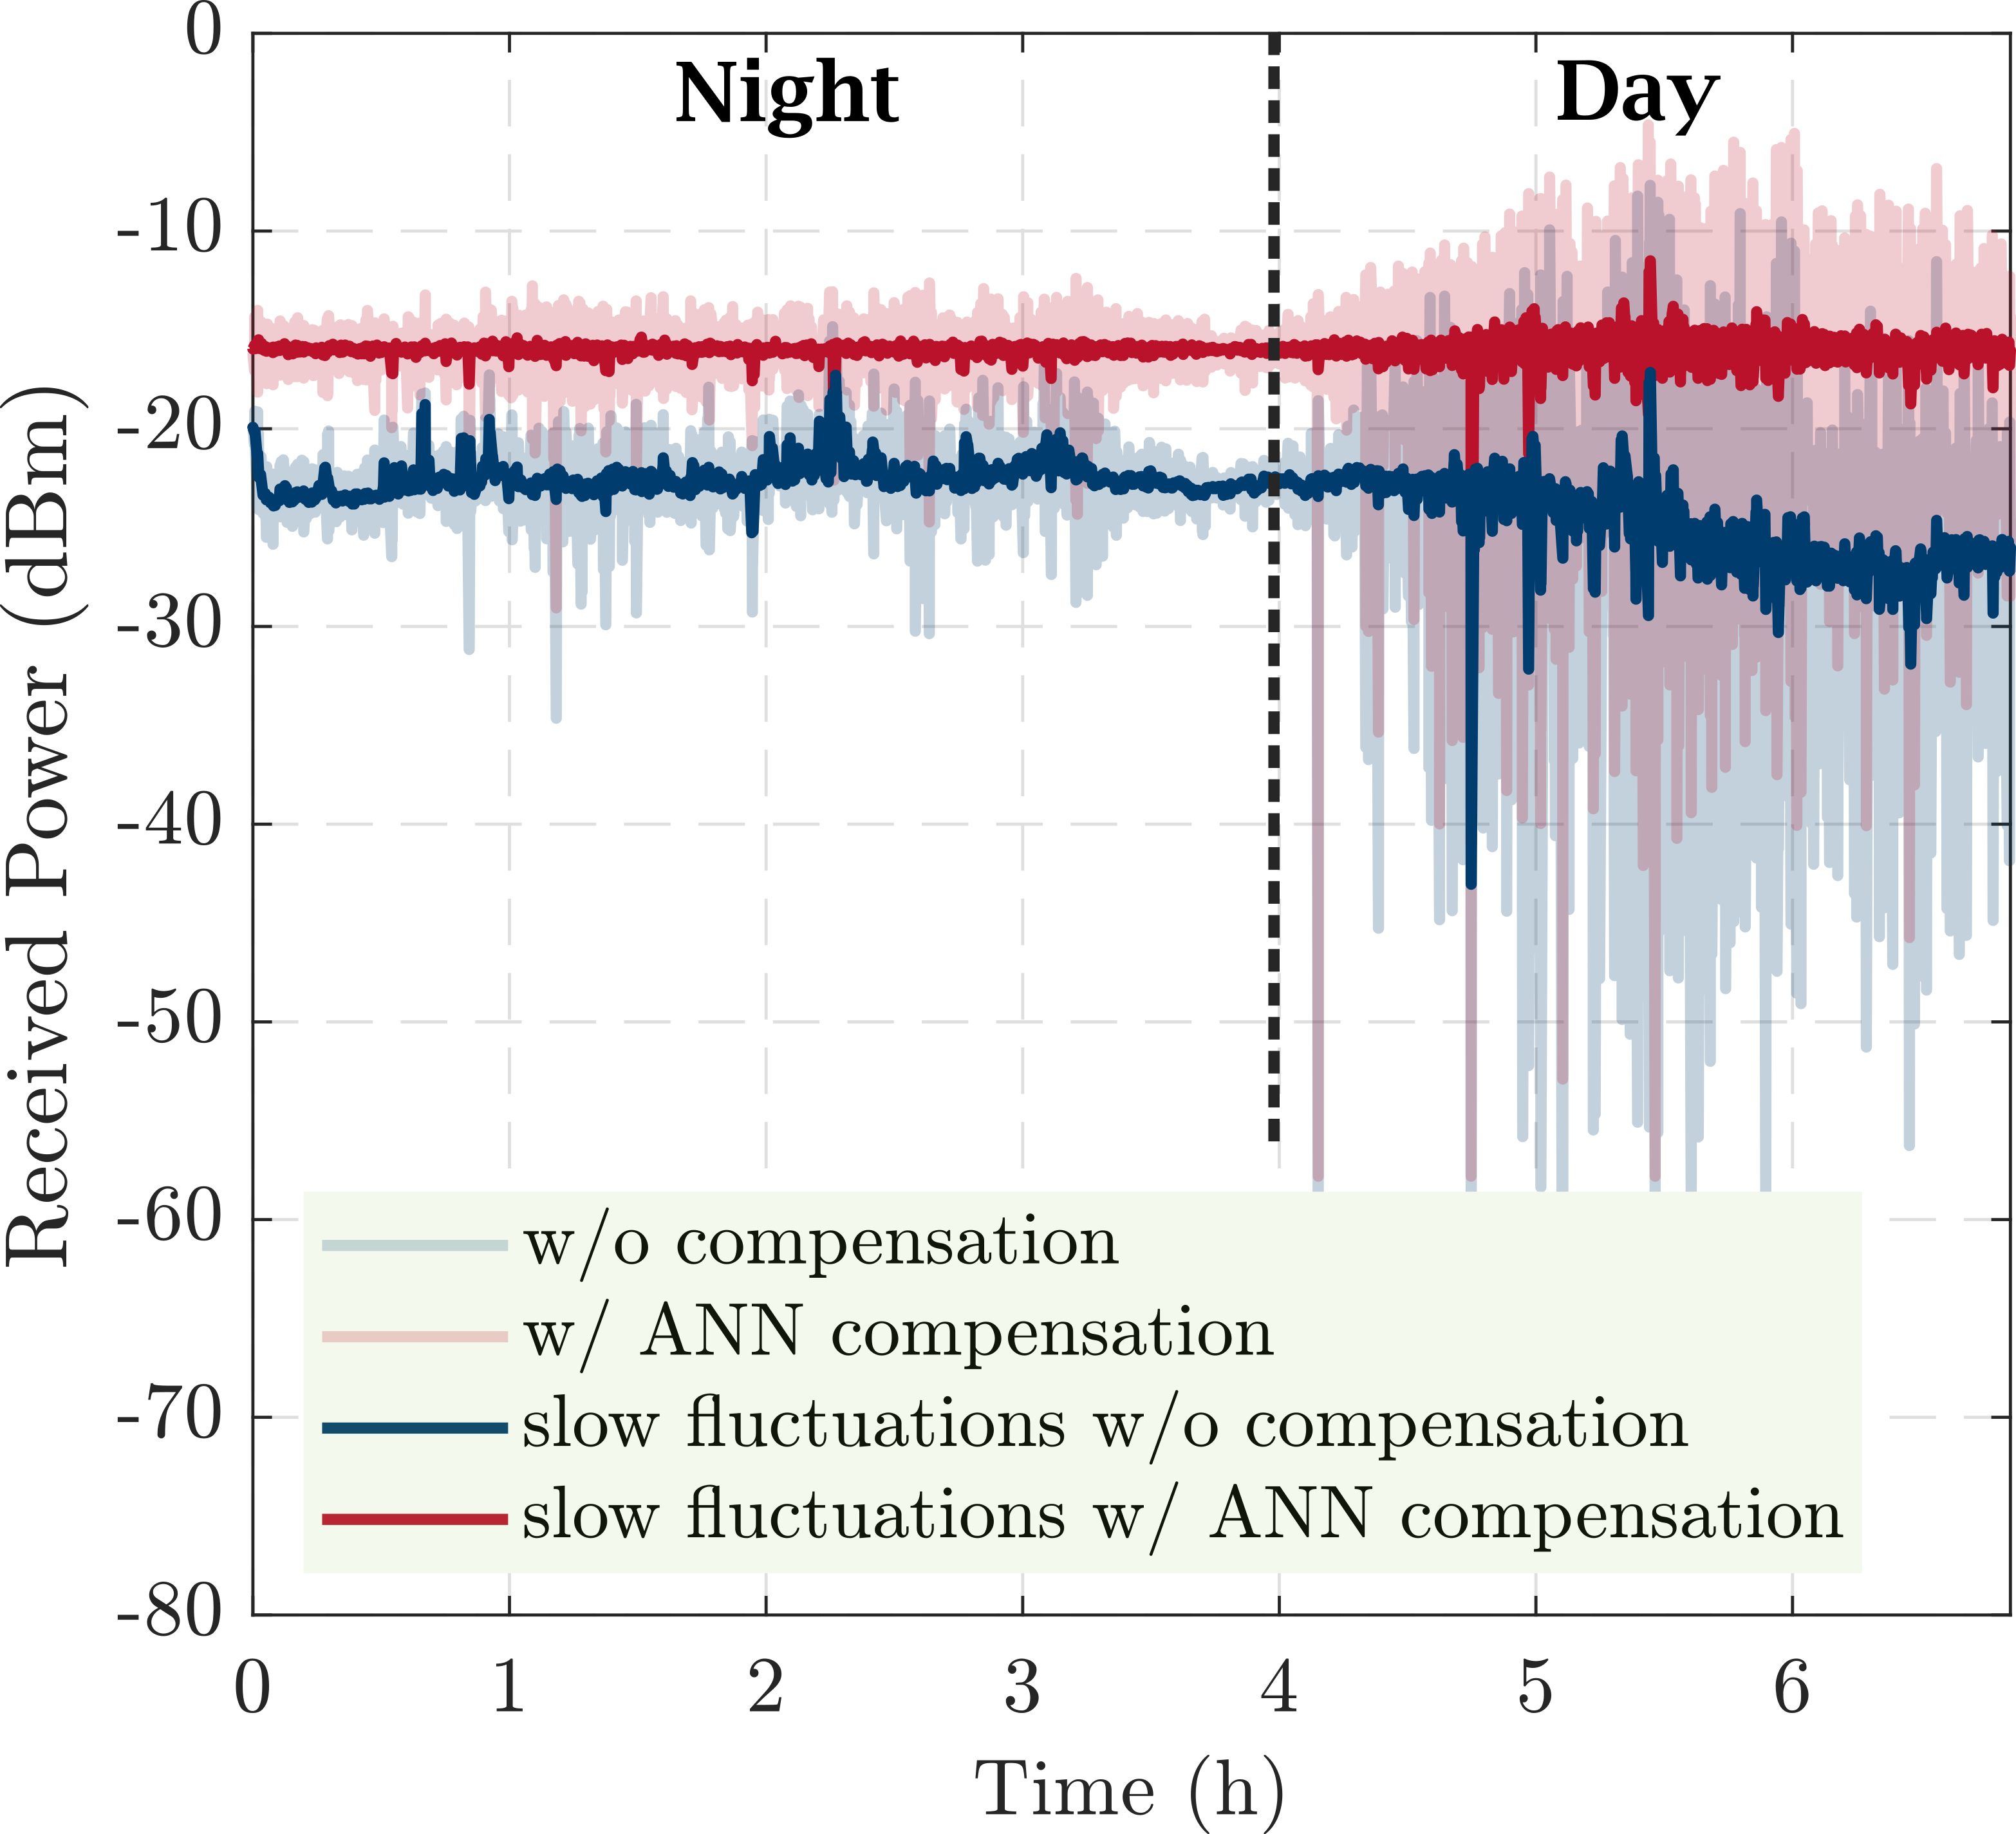 Night
Day
Received Power (dBm)
0
-10
-20
-30
-40
-50
-60
-70
-80
w/o compensation
w/ ANN compensation
slow fluctuations w/o compensation
slow fluctuations w/ ANN compensation
0 1 2 3 4 5 6
Time (h)